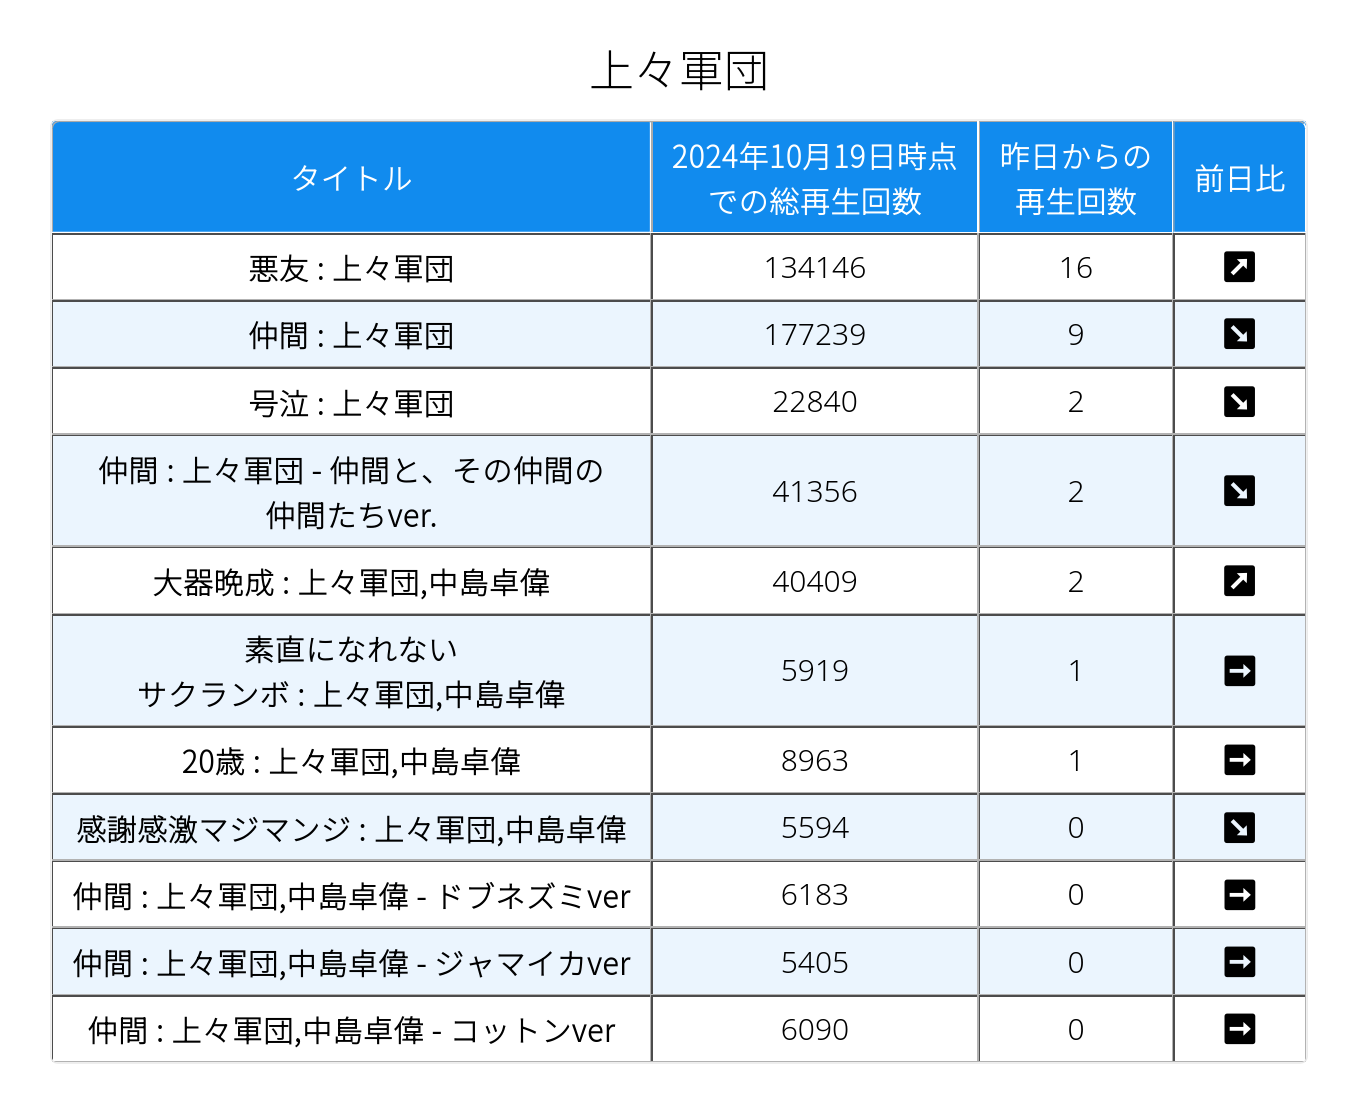 上々軍団
タイトル
2024年10月19日時点
での総再生回数
昨日からの
再生回数
前日比
悪友 : 上々軍団
134146
16
仲間 : 上々軍団
177239
9
号泣 : 上々軍団
22840
2
仲間 : 上々軍団 - 仲間と、その仲間の
仲間たちver.
41356
2
大器晩成 : 上々軍団,中島卓偉
40409
2
素直になれない
サクランボ : 上々軍団,中島卓偉
5919
1
20歳 : 上々軍団,中島卓偉
8963
1
感謝感激マジマンジ : 上々軍団,中島卓偉
5594
0
仲間 : 上々軍団,中島卓偉 - ドブネズミver
6183
0
仲間 : 上々軍団,中島卓偉 - ジャマイカver
5405
0
仲間 : 上々軍団,中島卓偉 - コットンver
6090
0